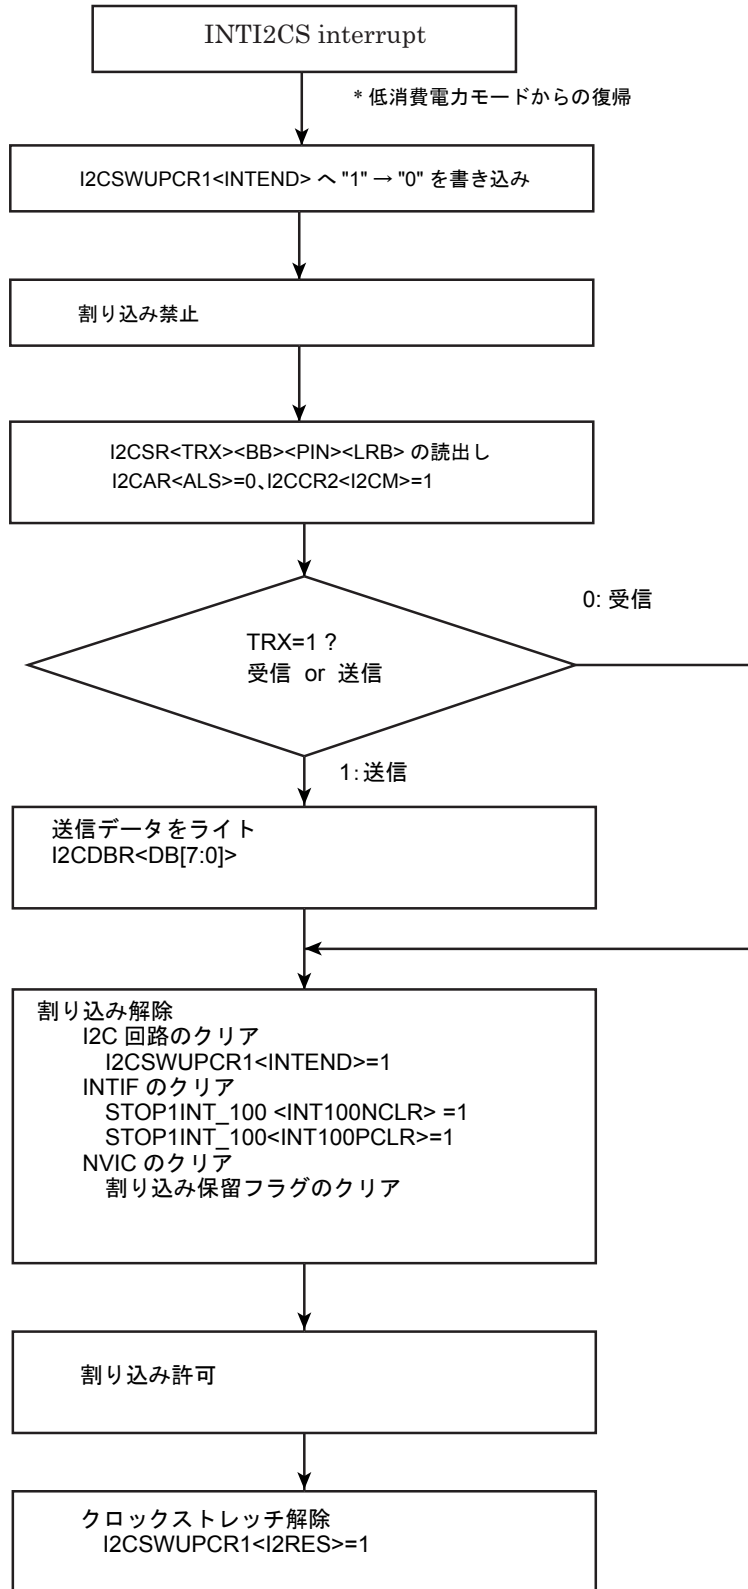 INTI2CS interrupt
* 低消費電力モードからの復帰
I2CSWUPCR1<INTEND> へ "1" → "0" を書き込み
割り込み禁止
I2CSR<TRX><BB><PIN><LRB> の読出し
I2CAR<ALS>=0、I2CCR2<I2CM>=1
0: 受信
TRX=1 ?
受信 or 送信
1: 送信
送信データをライト
I2CDBR<DB[7:0]>
割り込み解除
I2C 回路のクリア
I2CSWUPCR1<INTEND>=1
INTIF のクリア
STOP1INT_100 <INT100NCLR> =1
STOP1INT_100<INT100PCLR>=1
NVIC のクリア
割り込み保留フラグのクリア
割り込み許可
クロックストレッチ解除
I2CSWUPCR1<I2RES>=1